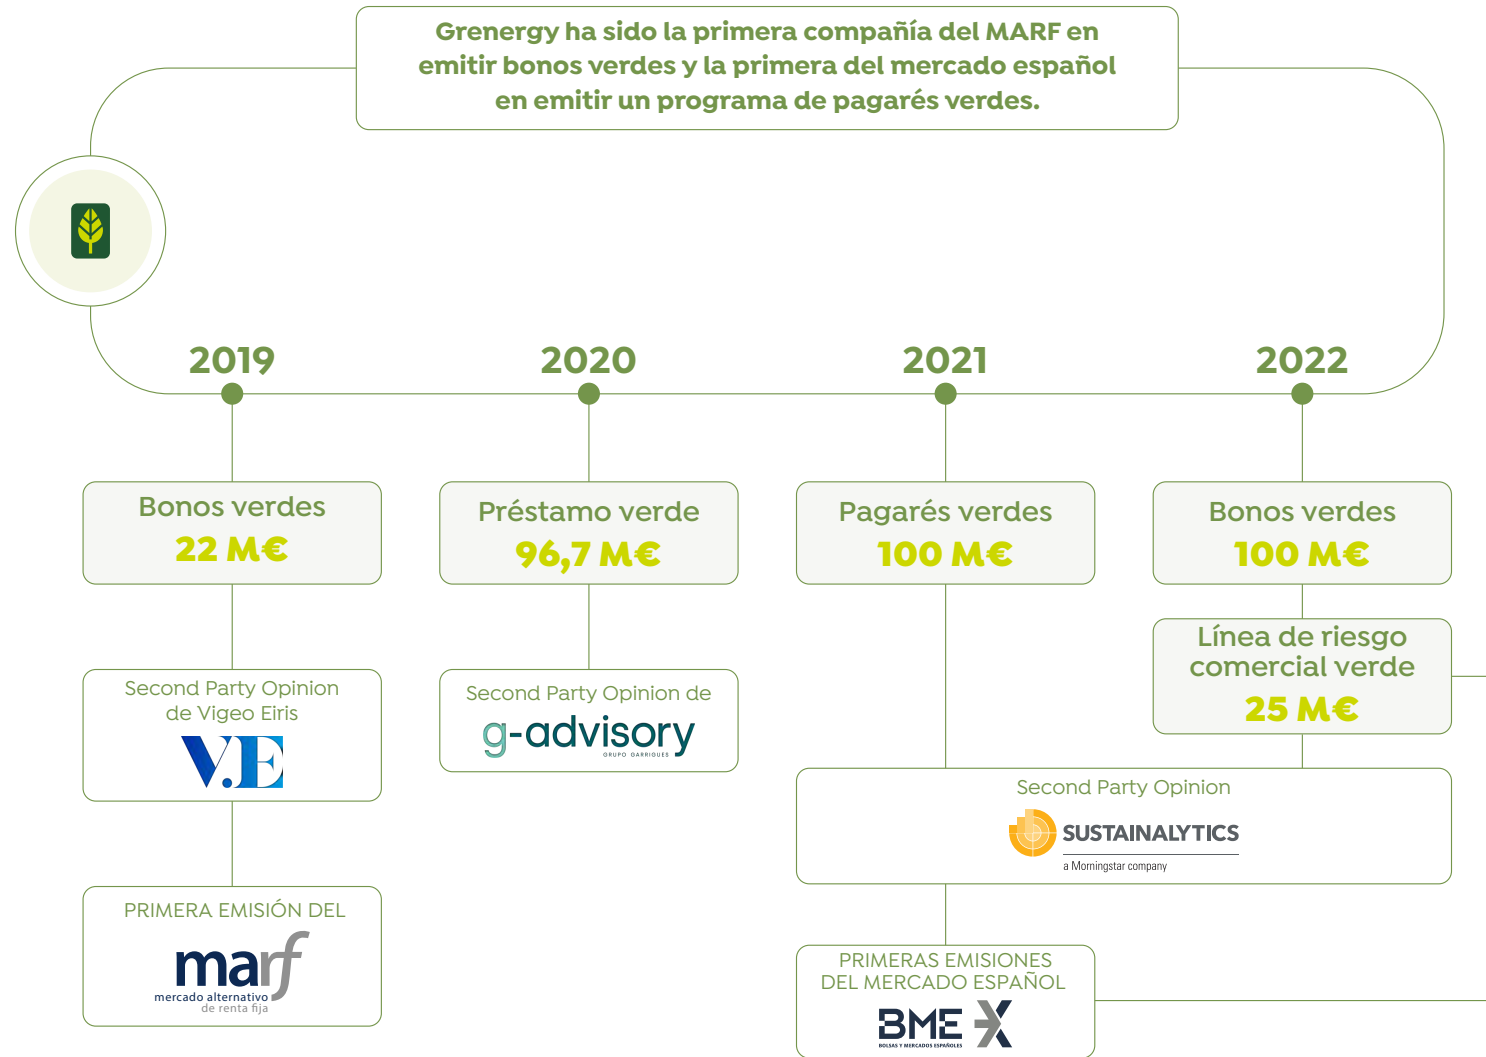 Grenergy ha sido la primera compañía del MARF en
emitir bonos verdes y la primera del mercado español
en emitir un programa de pagarés verdes.
2019
2020
2021
2022
Bonos verdes
22 M€
Préstamo verde
96,7 M€
Pagarés verdes
100 M€
Bonos verdes
100 M€
Línea de riesgo
comercial verde
25 M€
Second Party Opinion
de Vigeo Eiris
V.E
Second Party Opinion de
g-advisory
GRUPO GARRIGUES
Second Party Opinion
SUSTAINALYTICS
a Morningstar company
PRIMERA EMISIÓN DEL
marf
mercado alternativo
de renta fija
PRIMERAS EMISIONES
DEL MERCADO ESPAÑOL
BME X
BOLSAS Y MERCADOS ESPAÑOLES